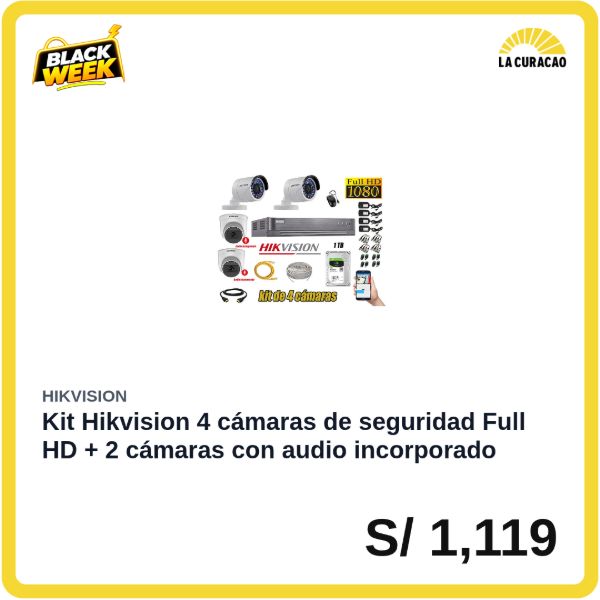 BLACK
WEEK
LA CURACAO
Full HD
1080
HIKVISION
1 TB
kit de 4 cámaras
HIKVISION
Kit Hikvision 4 cámaras de seguridad Full
HD + 2 cámaras con audio incorporado
S/ 1,119